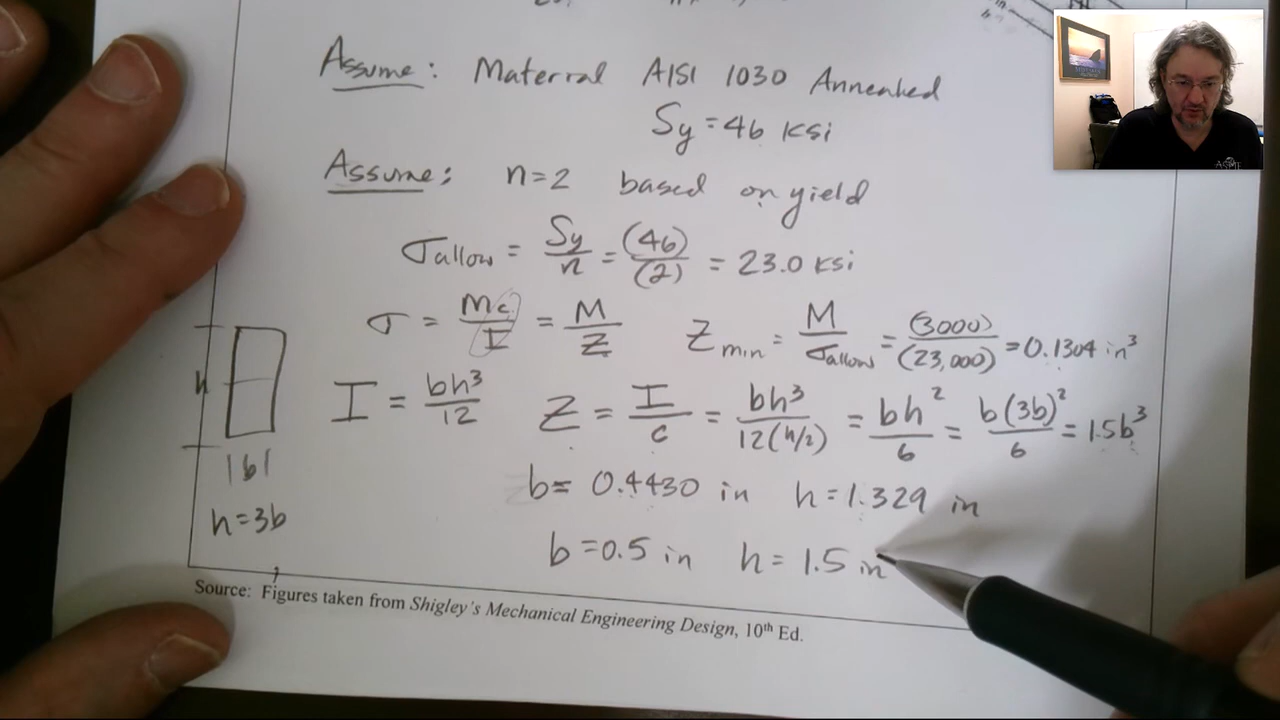 Assume: Material AISI 1030 Annealed
Sy = 46 ksi
Assume: n=2 based on yield
σallow = Sy/n = (46)/(2) = 23.0 ksi
σ = Mc/I = M/Z Zmin = M/σallow = (3000)/(23,000) = 0.1304 in³
h I = bh³/12 Z = I/c = bh³/12(h/2) = bh²/6 = b(3b)²/6 = 1.5b³
|b|
b= 0.4430 in h = 1.329 in
h=3b
b = 0.5 in h = 1.5 in
Source: Figures taken from Shigley's Mechanical Engineering Design, 10th Ed.
ASME